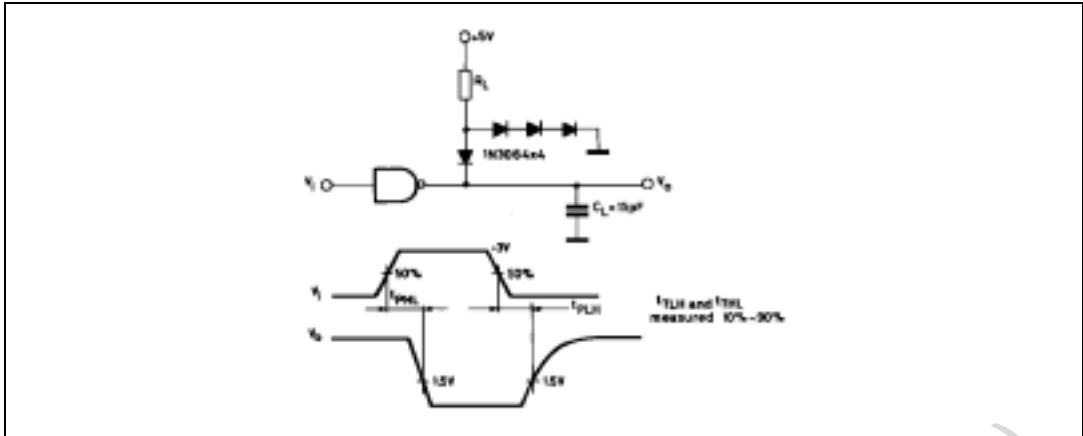 +5V
RL
1N3064x4
Vi
Vo
CL = 15pF
~3V
50%
50%
Vi
tPHL
tPLH
tTLH and tTHL
measured 10%-90%
Vo
1.5V
1.5V